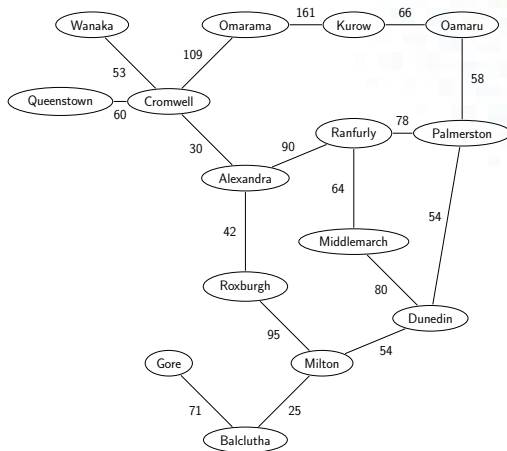 Wanaka
Omarama
161
Kurow
66
Oamaru
53
109
58
Queenstown
60
Cromwell
Ranfurly
78
Palmerston
30
90
Alexandra
64
54
42
Middlemarch
Roxburgh
80
Dunedin
95
54
Gore
Milton
71
25
Balclutha